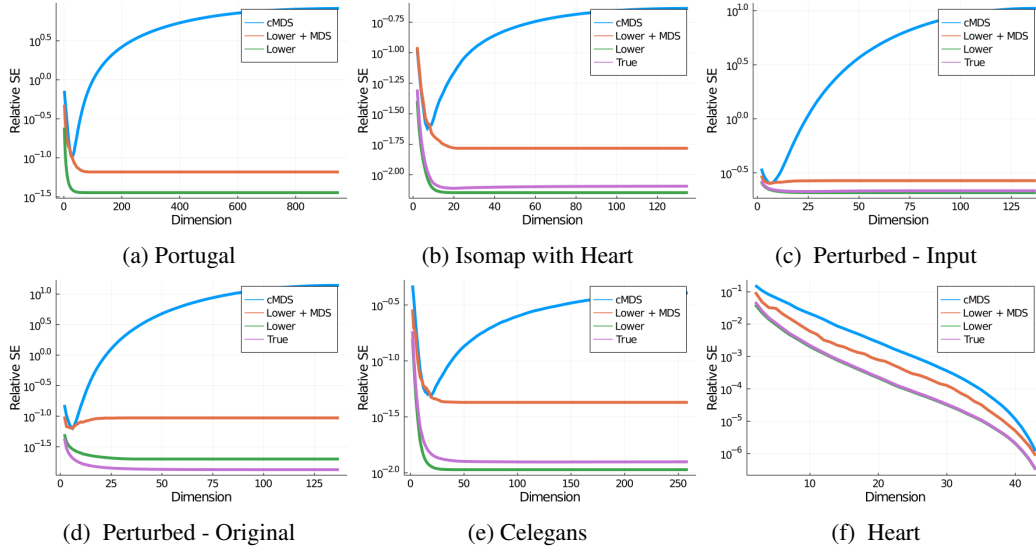 10^0.5
10^0.0
10^-0.5
10^-1.0
10^-1.5
Relative SE
cMDS
Lower + MDS
Lower
0
200
400
600
800
Dimension
(a) Portugal
10^-0.75
10^-1.00
10^-1.25
10^-1.50
10^-1.75
10^-2.00
Relative SE
cMDS
Lower + MDS
Lower
True
0
20
40
60
80
100
120
Dimension
(b) Isomap with Heart
10^1.0
10^0.5
10^0.0
10^-0.5
Relative SE
cMDS
Lower + MDS
Lower
True
0
25
50
75
100
125
Dimension
(c) Perturbed - Input
10^1.0
10^0.5
10^0.0
10^-0.5
10^-1.0
10^-1.5
Relative SE
cMDS
Lower + MDS
Lower
True
0
25
50
75
100
125
Dimension
(d) Perturbed - Original
10^-0.5
10^-1.0
10^-1.5
10^-2.0
Relative SE
cMDS
Lower + MDS
Lower
True
0
50
100
150
200
250
Dimension
(e) Celegans
10^-1
10^-2
10^-3
10^-4
10^-5
10^-6
Relative SE
cMDS
Lower + MDS
Lower
True
10
20
30
40
Dimension
(f) Heart